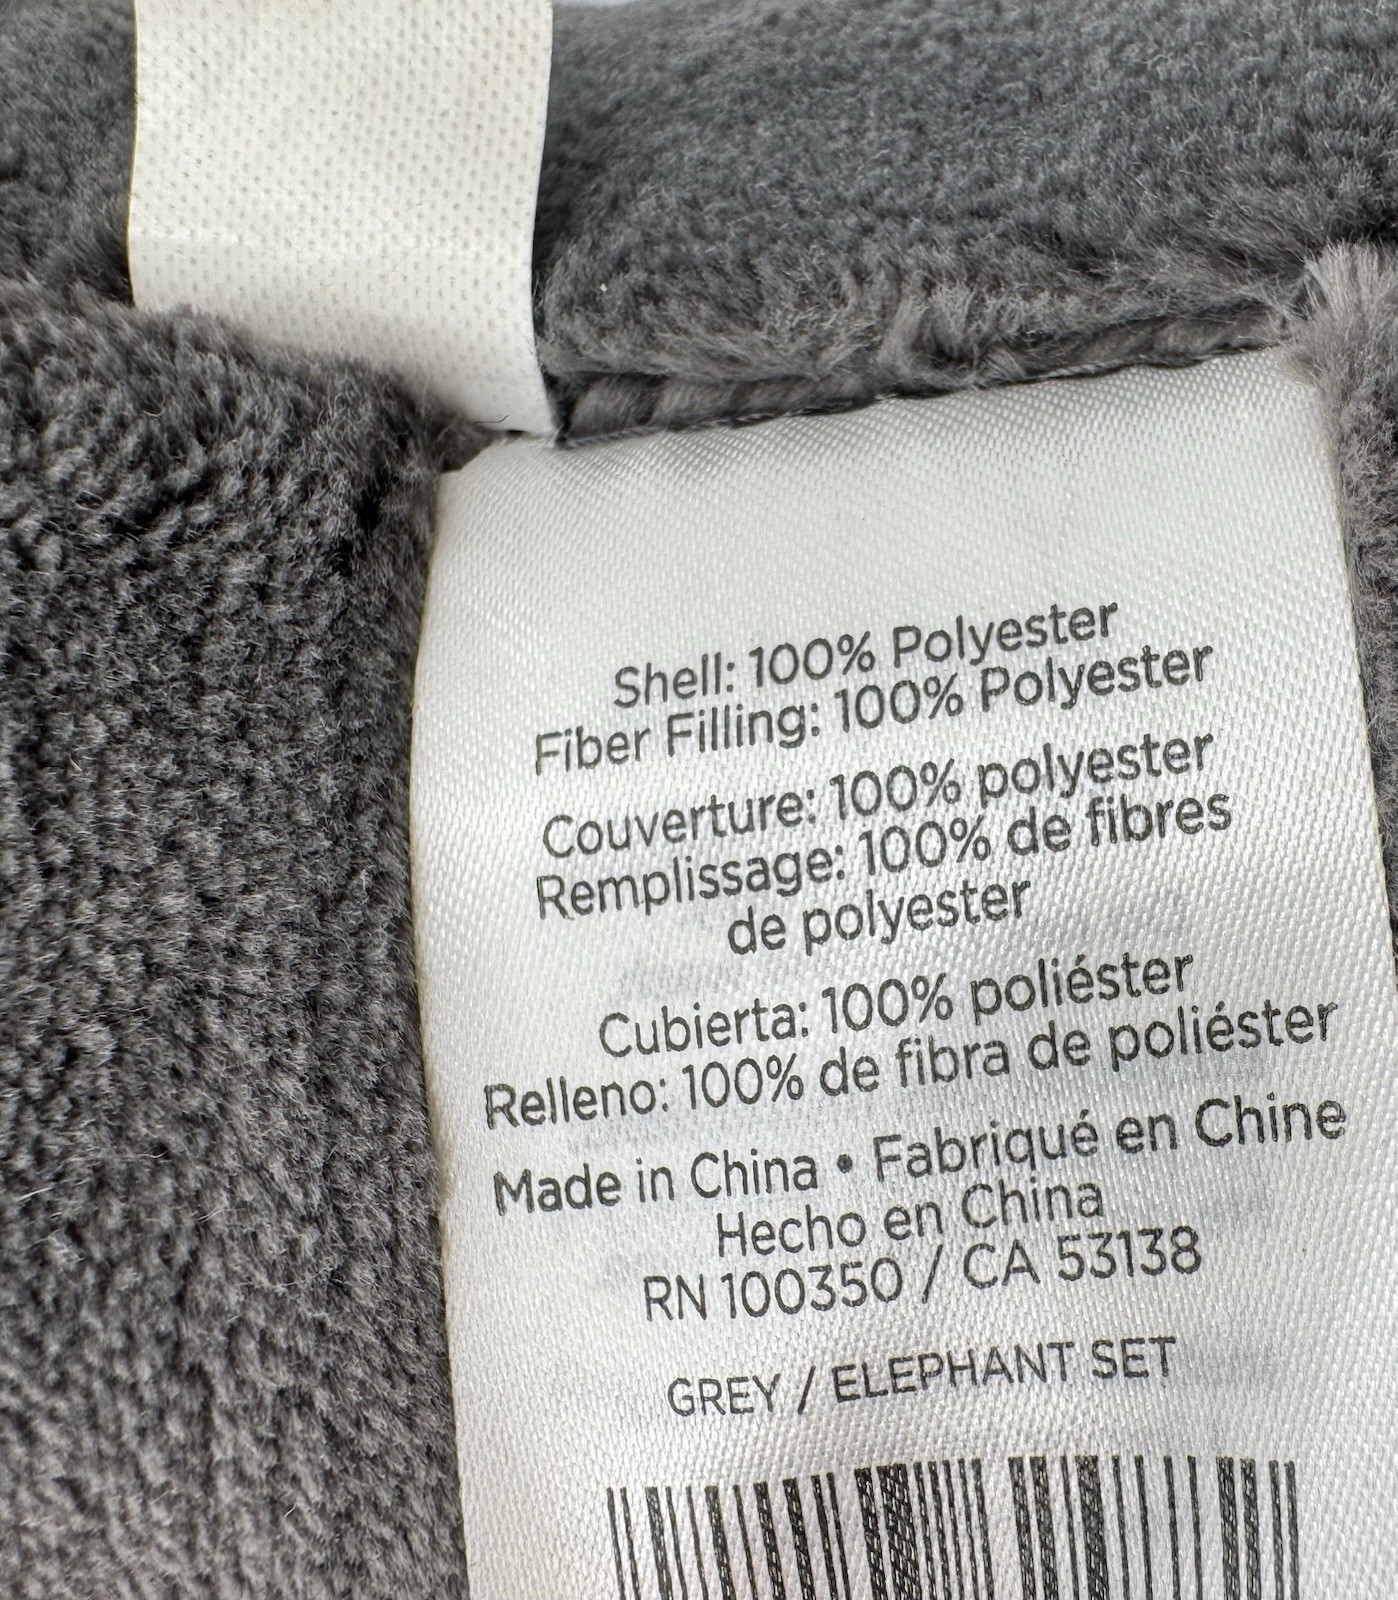 Shell: 100% Polyester
Fiber Filling: 100% Polyester
Couverture: 100% polyester
Remplissage: 100% de fibres
de polyester
Cubierta: 100% poliéster
Relleno: 100% de fibra de poliéster
Made in China • Fabriqué en Chine
Hecho en China
RN 100350 / CA 53138
GREY / ELEPHANT SET